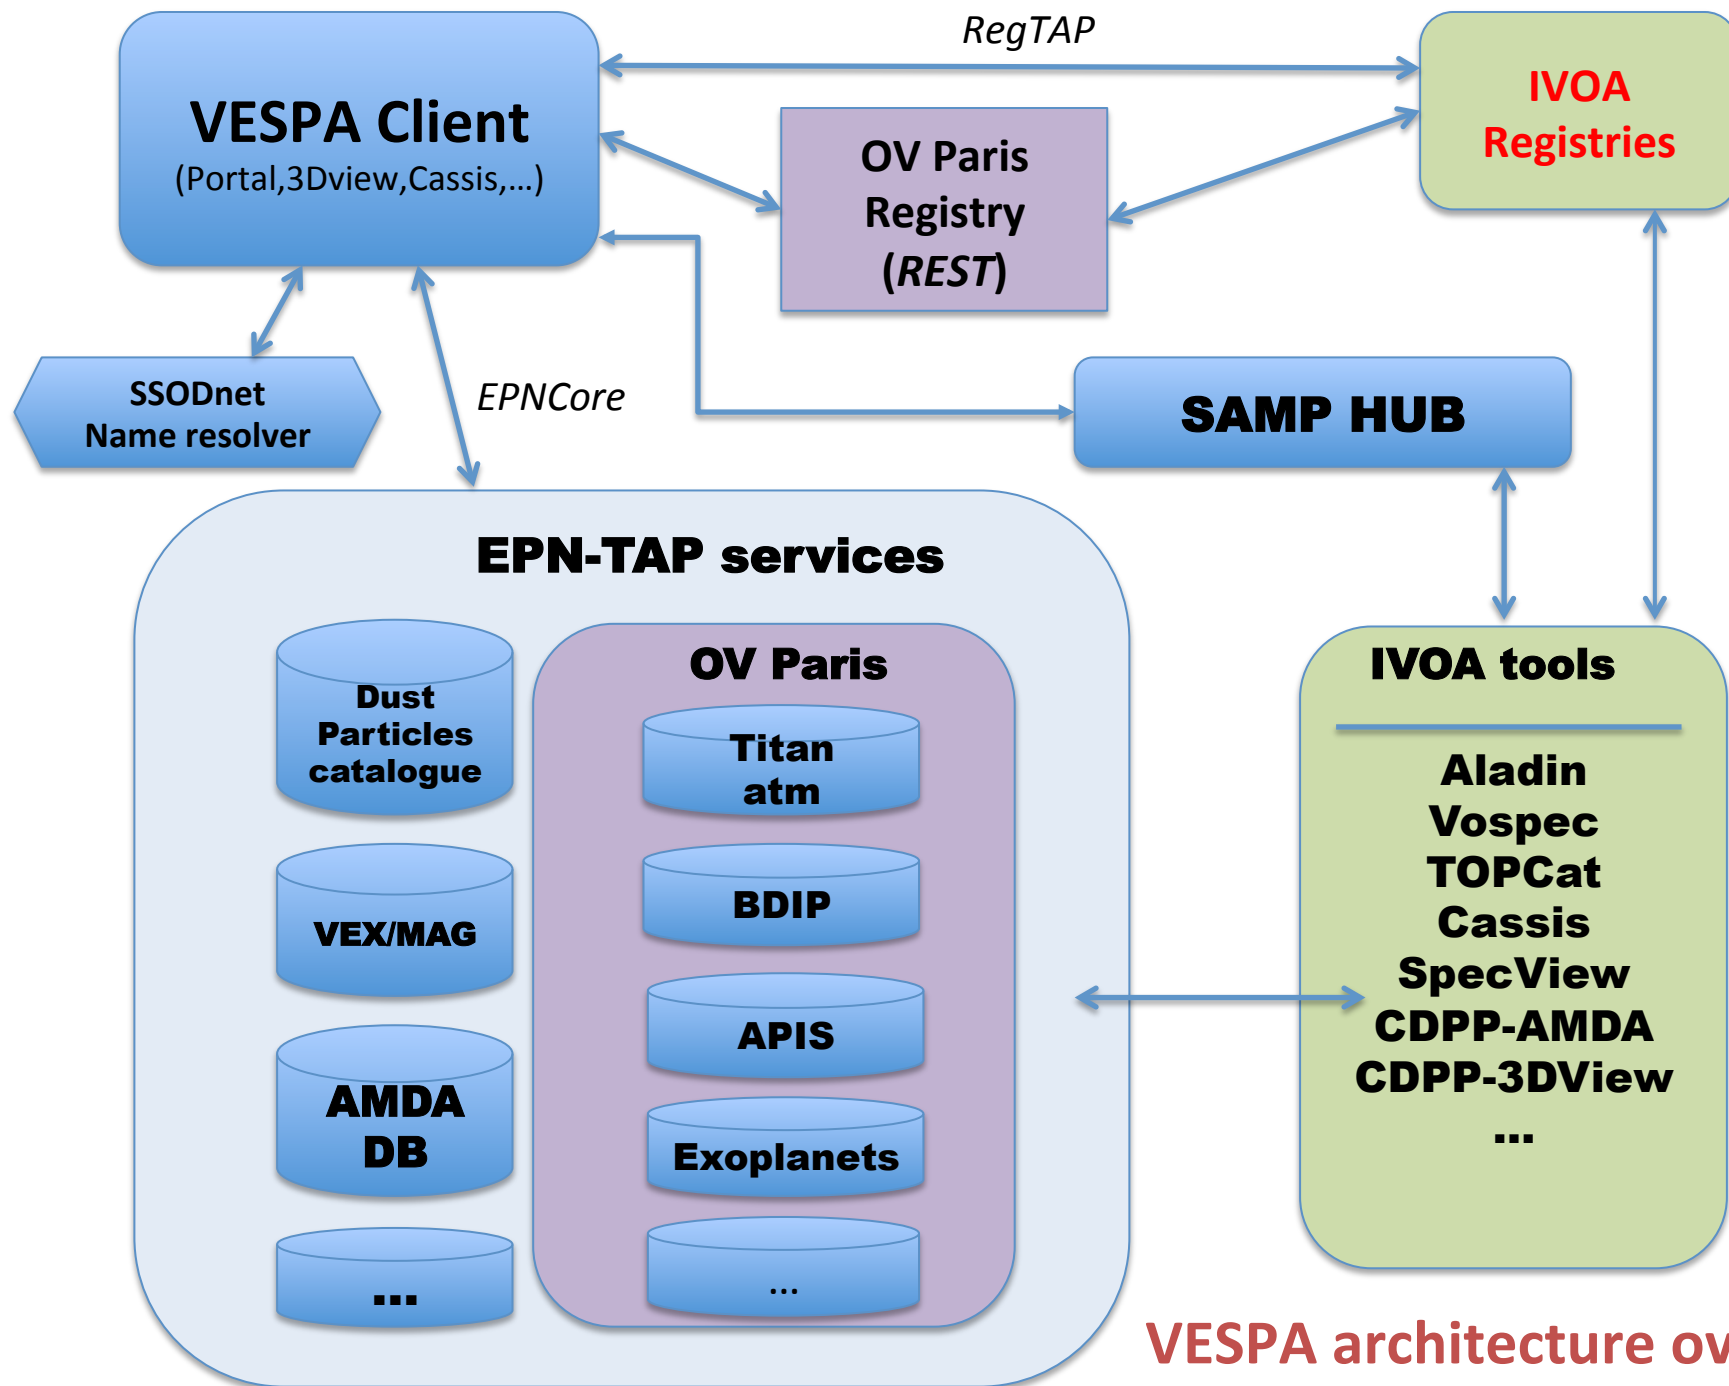 RegTAP
VESPA Client
(Portal,3Dview,Cassis,...)
IVOA
Registries
OV Paris
Registry
(REST)
SSODnet
Name resolver
EPNCore
SAMP HUB
EPN-TAP services
Dust
Particles
catalogue
VEX/MAG
AMDA
DB
...
OV Paris
Titan
atm
BDIP
APIS
Exoplanets
...
IVOA tools
Aladin
Vospec
TOPCat
Cassis
SpecView
CDPP-AMDA
CDPP-3DView
...
VESPA architecture ov